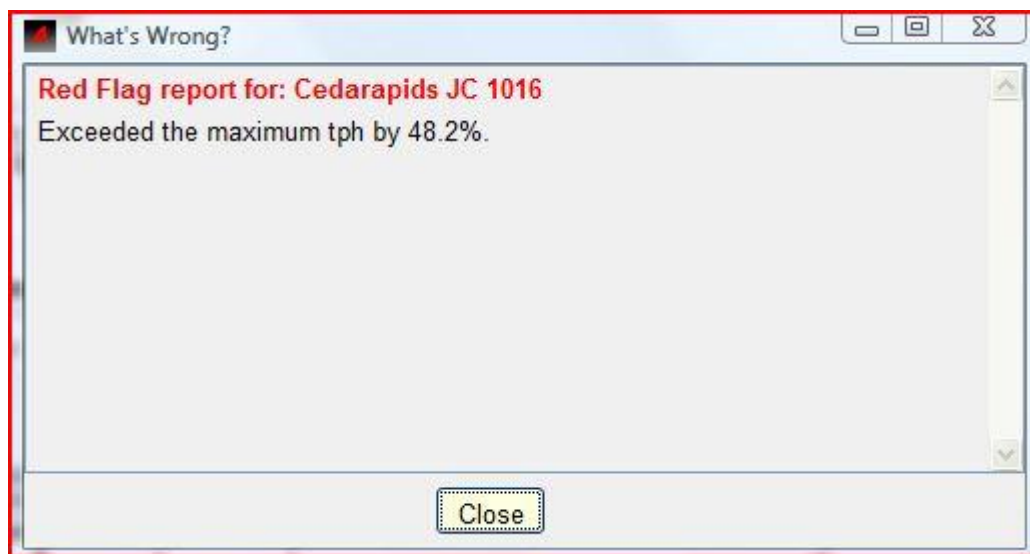 What's Wrong?
Red Flag report for: Cedarapids JC 1016
Exceeded the maximum tph by 48.2%.
Close